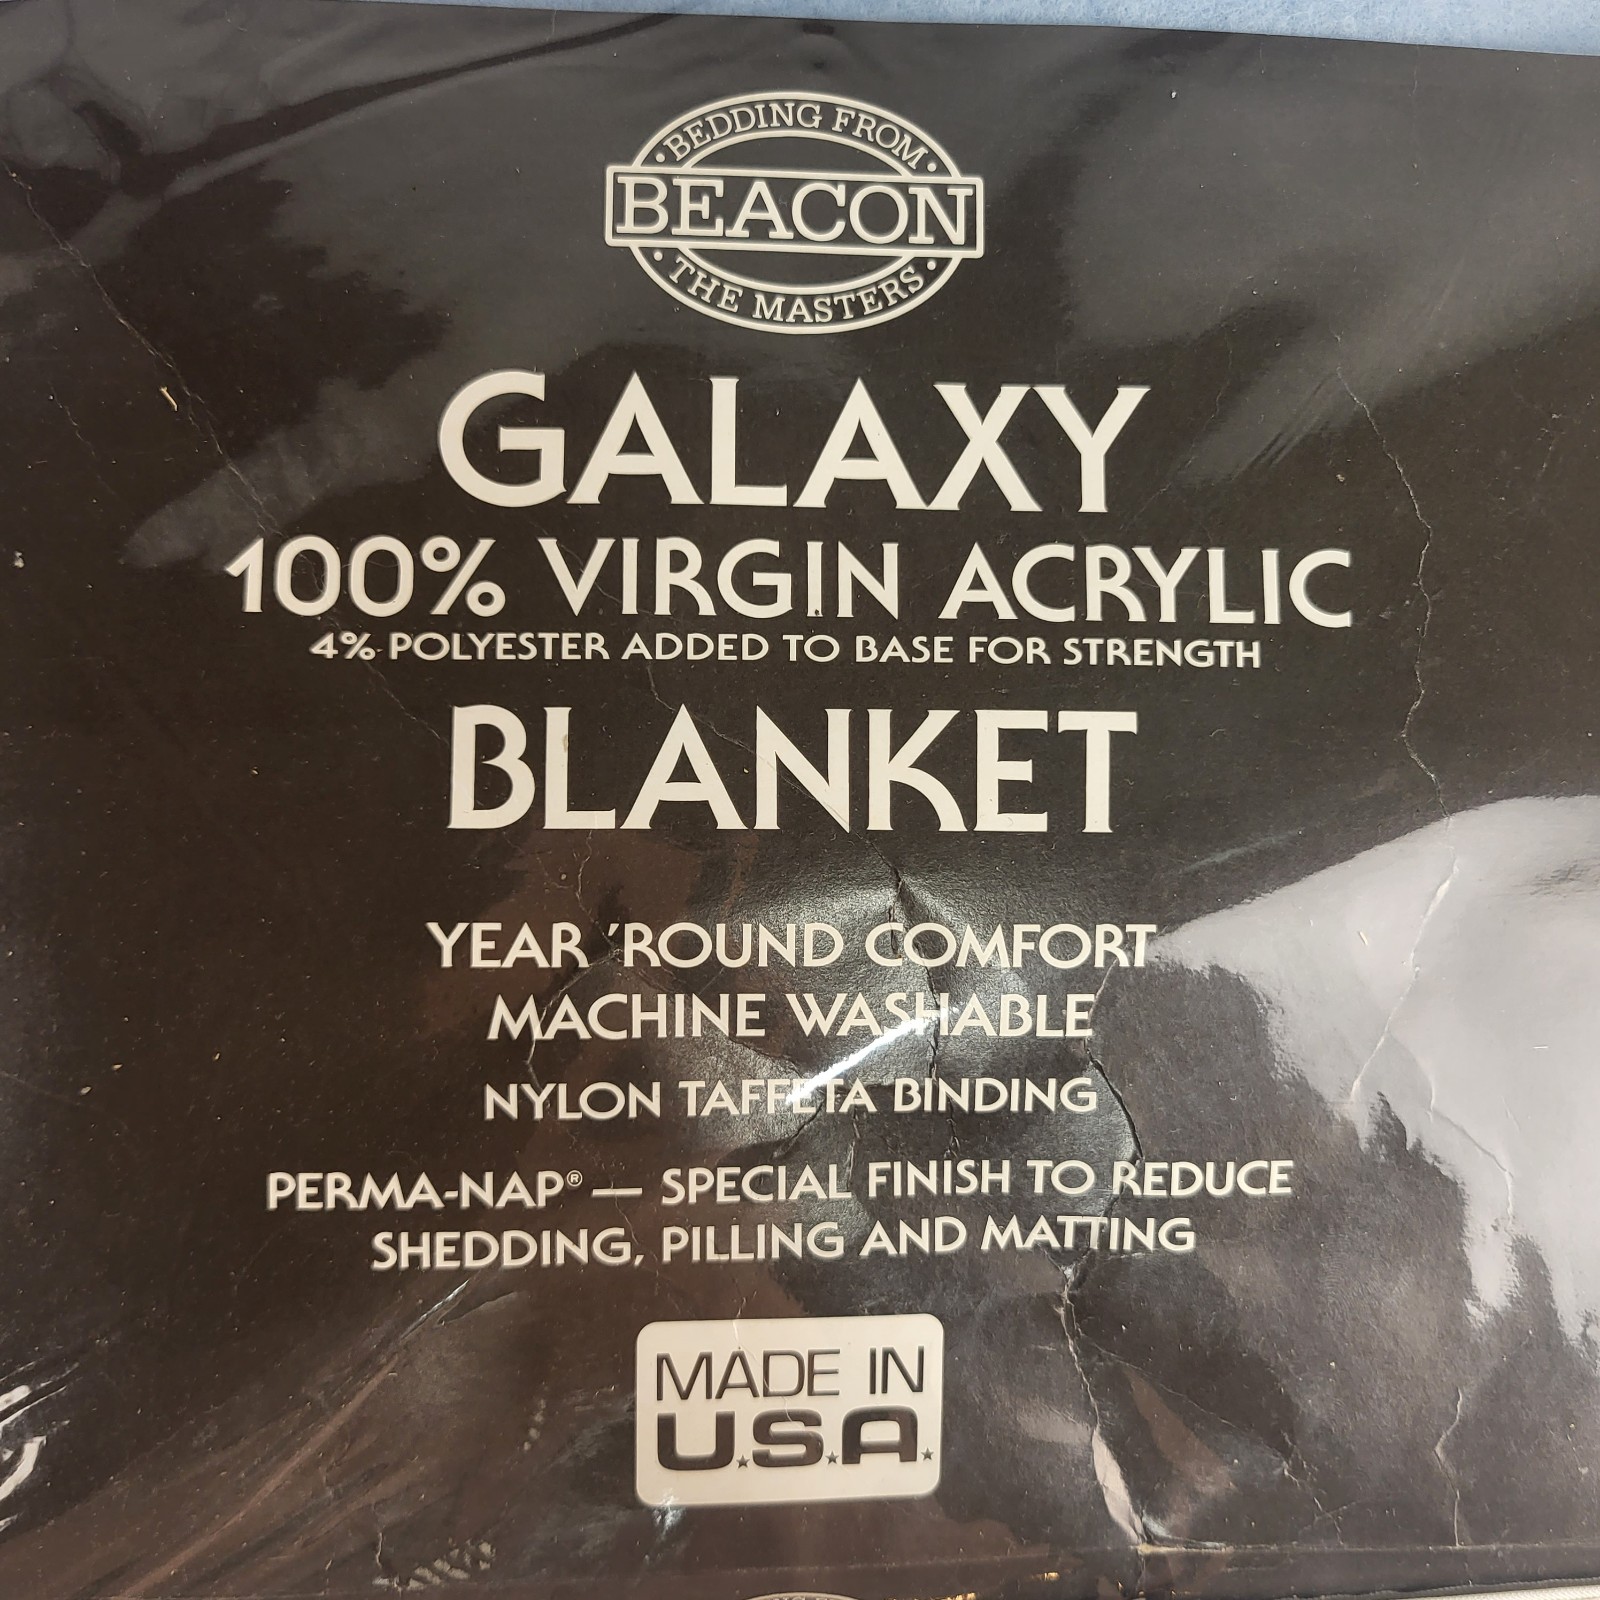 BEDDING FROM
BEACON
THE MASTERS
GALAXY
100% VIRGIN ACRYLIC
4% POLYESTER ADDED TO BASE FOR STRENGTH
BLANKET
YEAR 'ROUND COMFORT
MACHINE WASHABLE
NYLON TAFFETA BINDING
PERMA-NAP® — SPECIAL FINISH TO REDUCE
SHEDDING, PILLING AND MATTING
MADE IN
U.S.A.